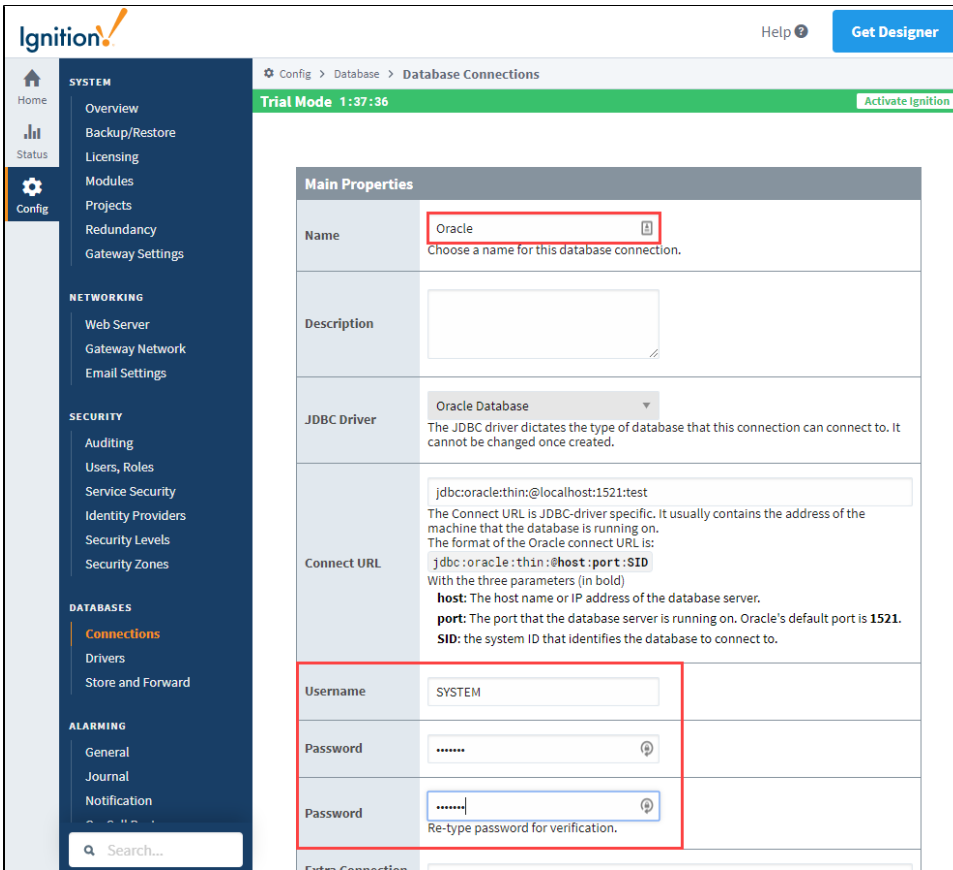 Ignition!
Help
Get Designer
Home
Status
Config
SYSTEM
Overview
Backup/Restore
Licensing
Modules
Projects
Redundancy
Gateway Settings
NETWORKING
Web Server
Gateway Network
Email Settings
SECURITY
Auditing
Users, Roles
Service Security
Identity Providers
Security Levels
Security Zones
DATABASES
Connections
Drivers
Store and Forward
ALARMING
General
Journal
Notification
Search...
Config > Database > Database Connections
Trial Mode 1:37:36
Activate Ignition
Main Properties
Name
Oracle
Choose a name for this database connection.
Description
JDBC Driver
Oracle Database
The JDBC driver dictates the type of database that this connection can connect to. It
cannot be changed once created.
Connect URL
jdbc:oracle:thin:@localhost:1521:test
The Connect URL is JDBC-driver specific. It usually contains the address of the
machine that the database is running on.
The format of the Oracle connect URL is:
jdbc:oracle:thin:@host:port:SID
With the three parameters (in bold)
host: The host name or IP address of the database server.
port: The port that the database server is running on. Oracle's default port is 1521.
SID: the system ID that identifies the database to connect to.
Username
SYSTEM
Password
•••••••
Password
•••••••
Re-type password for verification.
Extra Connection